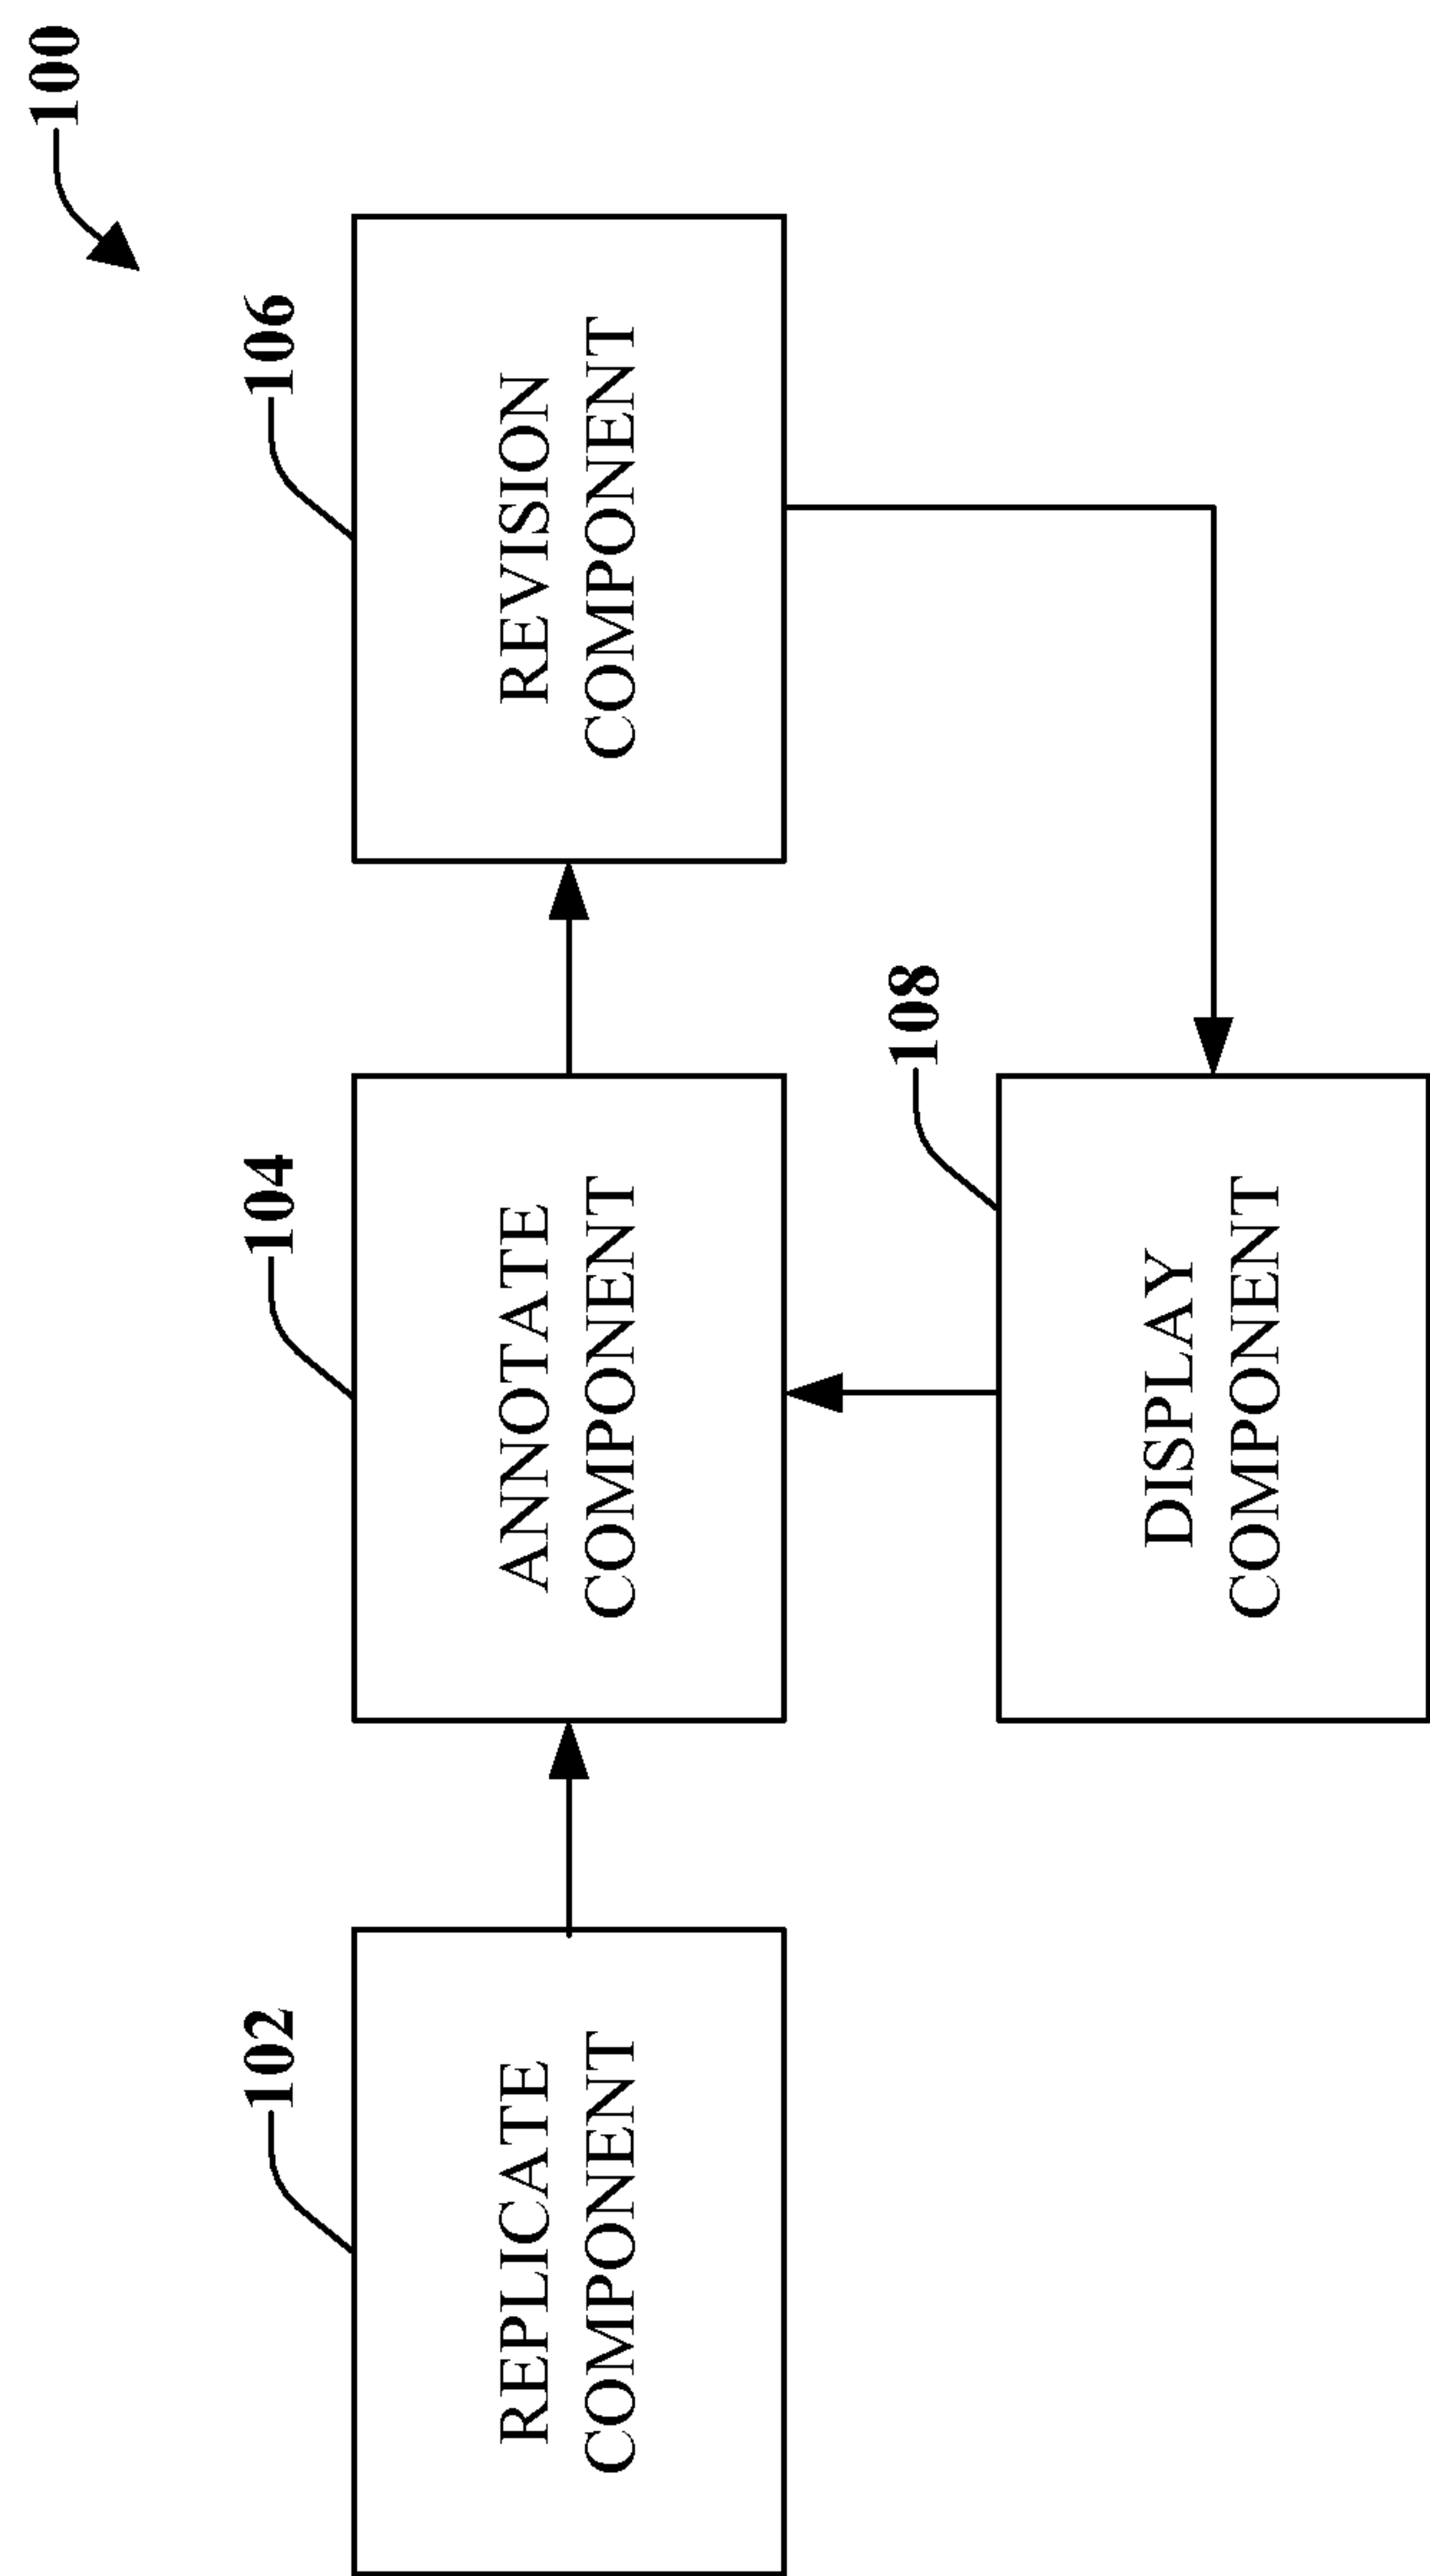 100
102
REPLICATE
COMPONENT
104
ANNOTATE
COMPONENT
106
REVISION
COMPONENT
108
DISPLAY
COMPONENT